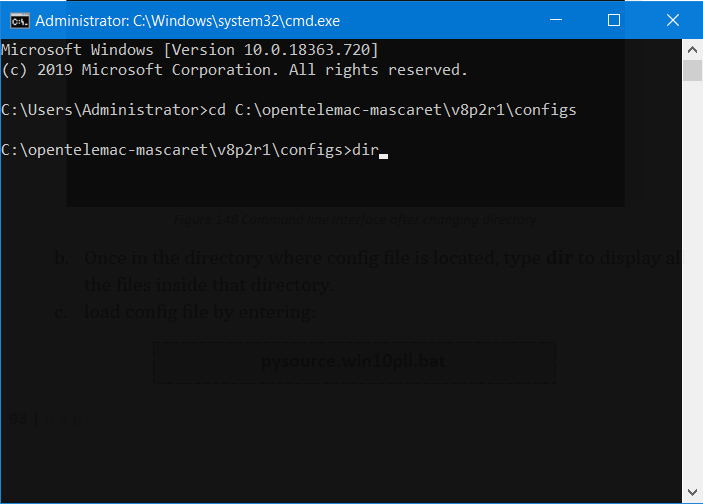 Administrator: C:\Windows\system32\cmd.exe
Microsoft Windows [Version 10.0.18363.720]
(c) 2019 Microsoft Corporation. All rights reserved.
C:\Users\Administrator>cd C:\opentelemac-mascaret\v8p2r1\configs
C:\opentelemac-mascaret\v8p2r1\configs>dir
Figure 148 Command line interface after changing directory
b. Once in the directory where config file is located, type dir to display al
the files inside that directory.
c. load config file by entering:
pysource.win10pll.bat
63 |